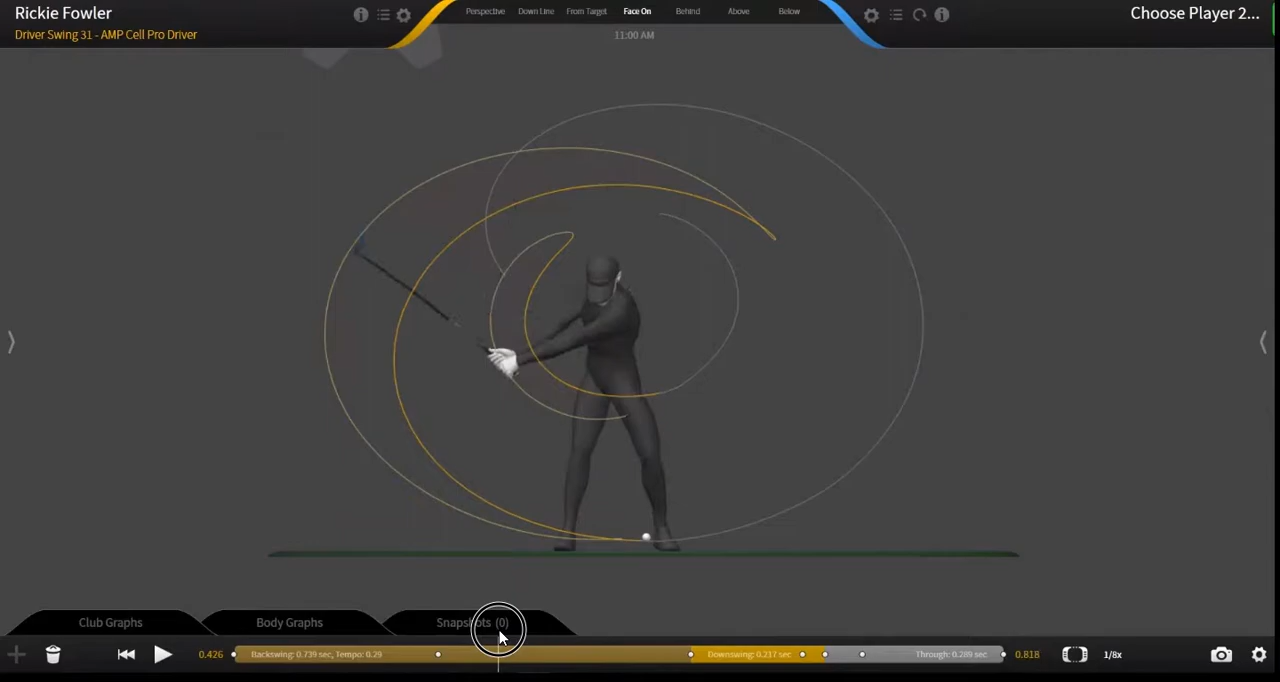 Rickie Fowler
Driver Swing 31 - AMP Cell Pro Driver
Perspective Down Line From Target Face On Behind Above Below
11:00 AM
Choose Player 2...
Club Graphs Body Graphs Snapshots (0)
0.426 Backswing: 0.739 sec, Tempo: 0.29 Downswing: 0.217 sec Through: 0.289 sec 0.818 1/8x